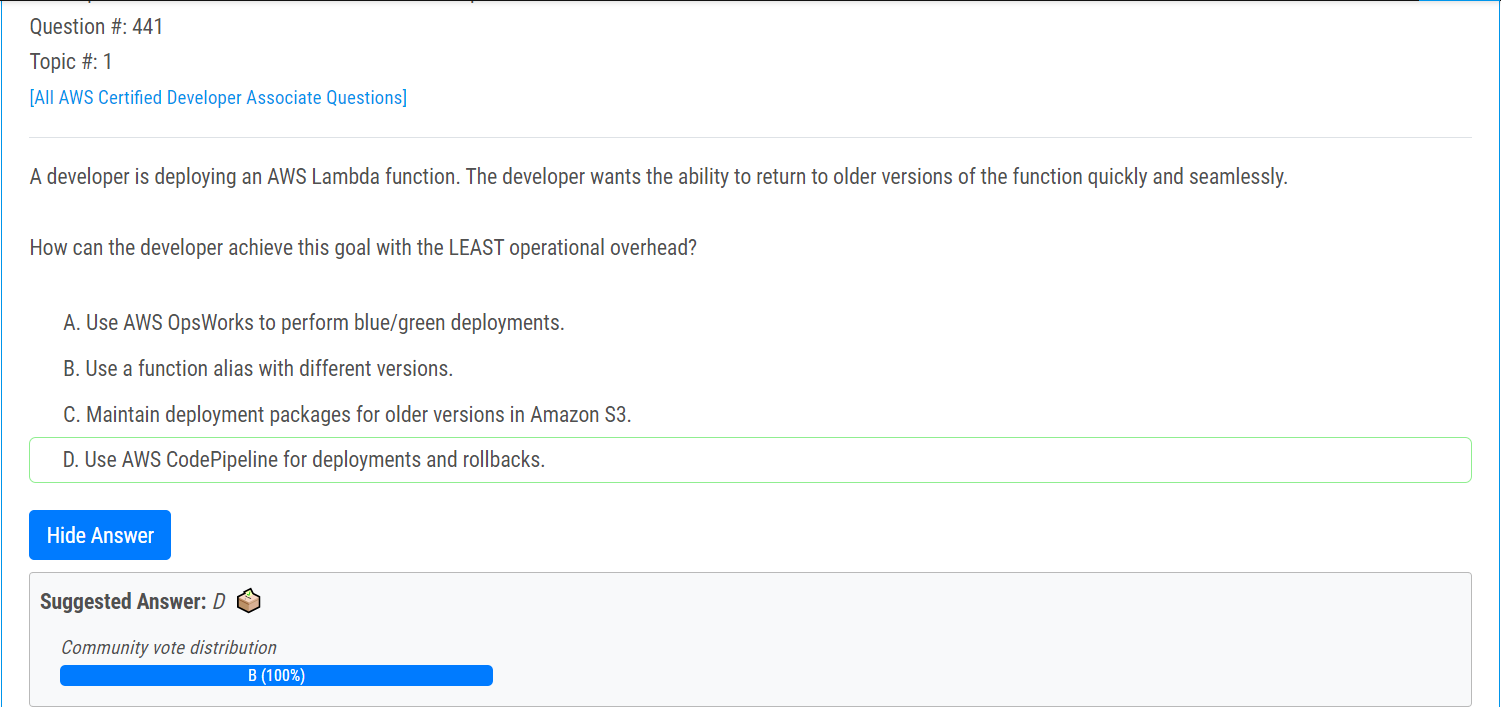 Question #: 441
Topic #: 1
[All AWS Certified Developer Associate Questions]
A developer is deploying an AWS Lambda function. The developer wants the ability to return to older versions of the function quickly and seamlessly.
How can the developer achieve this goal with the LEAST operational overhead?
A. Use AWS OpsWorks to perform blue/green deployments.
B. Use a function alias with different versions.
C. Maintain deployment packages for older versions in Amazon S3.
D. Use AWS CodePipeline for deployments and rollbacks.
Hide Answer
Suggested Answer: D
Community vote distribution
B (100%)